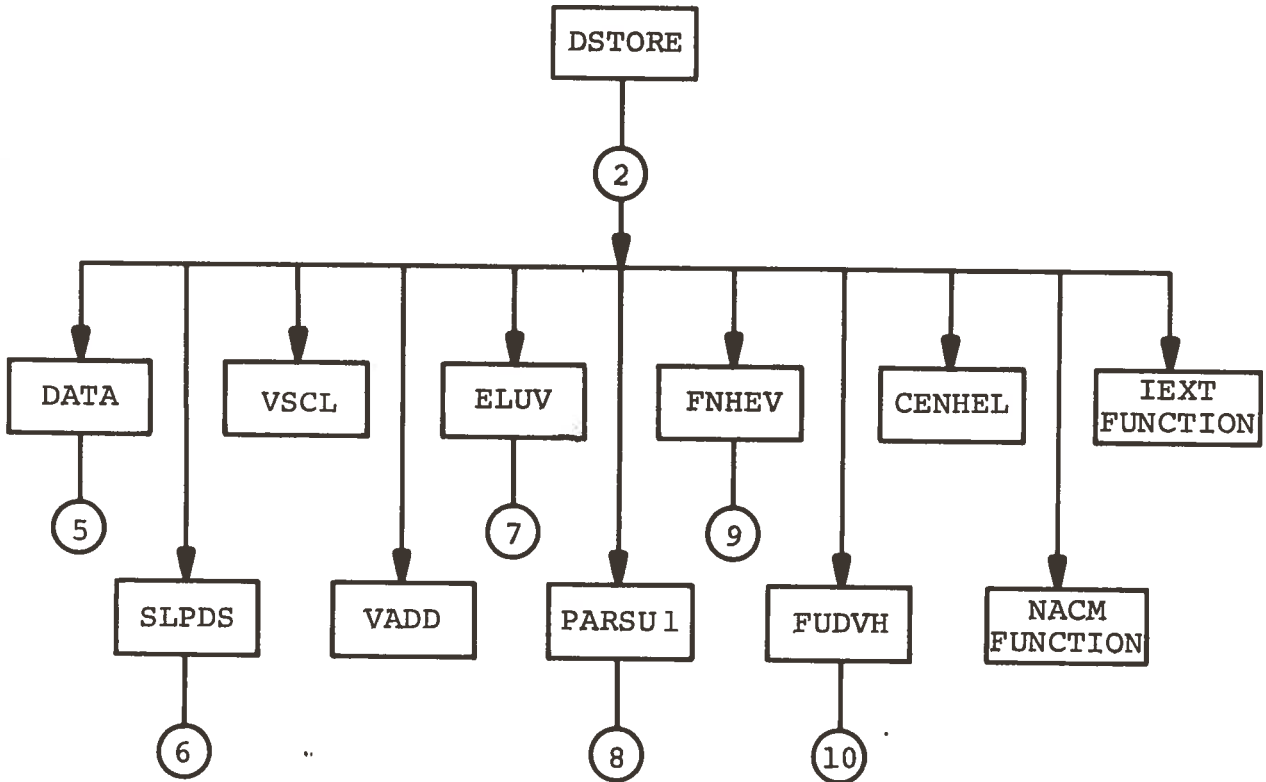 DSTORE
2
DATA
VSCL
ELUV
FNHEV
CENHEL
IEXT
FUNCTION
5
7
9
SLPDS
VADD
PARSU1
FUDVH
NACM
FUNCTION
6
8
10